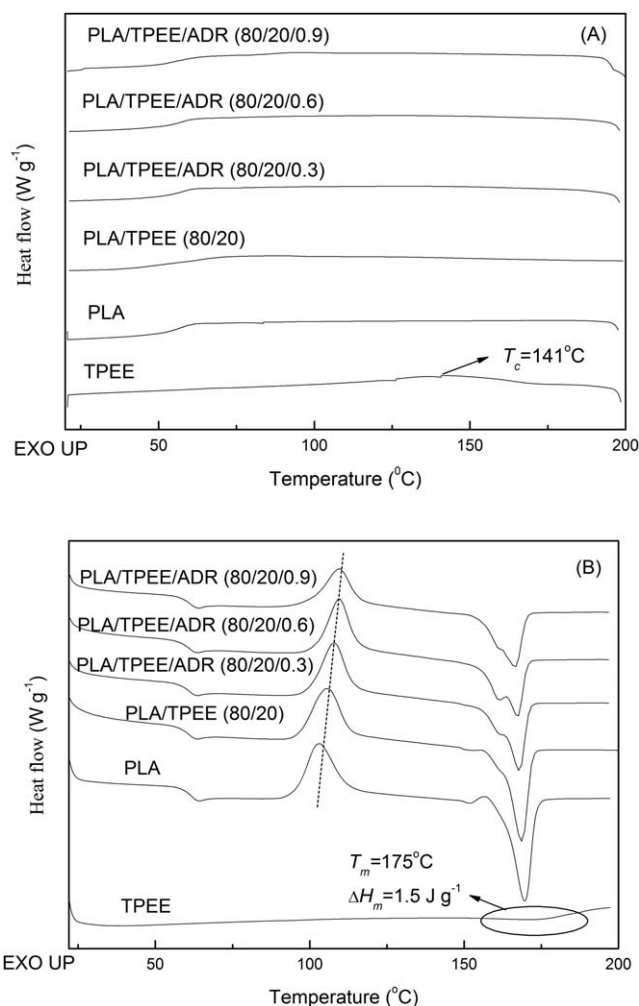 (A)
PLA/TPEE/ADR (80/20/0.9)
PLA/TPEE/ADR (80/20/0.6)
PLA/TPEE/ADR (80/20/0.3)
PLA/TPEE (80/20)
PLA
TPEE
Tc=141°C
Heat flow (W g⁻¹)
EXO UP
50
100
150
200
Temperature (⁰C)
(B)
PLA/TPEE/ADR (80/20/0.9)
PLA/TPEE/ADR (80/20/0.6)
PLA/TPEE/ADR (80/20/0.3)
PLA/TPEE (80/20)
PLA
Tm=175°C
ΔHm=1.5 J g⁻¹
TPEE
Heat flow (W g⁻¹)
EXO UP
50
100
150
200
Temperature (⁰C)